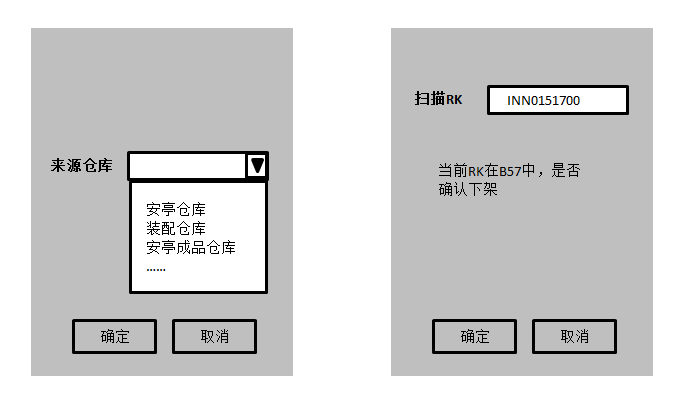 来源仓库
安亭仓库
装配仓库
安亭成品仓库
……
确定
取消
扫描RK
INN0151700
当前RK在B57中，是否
确认下架
确定
取消